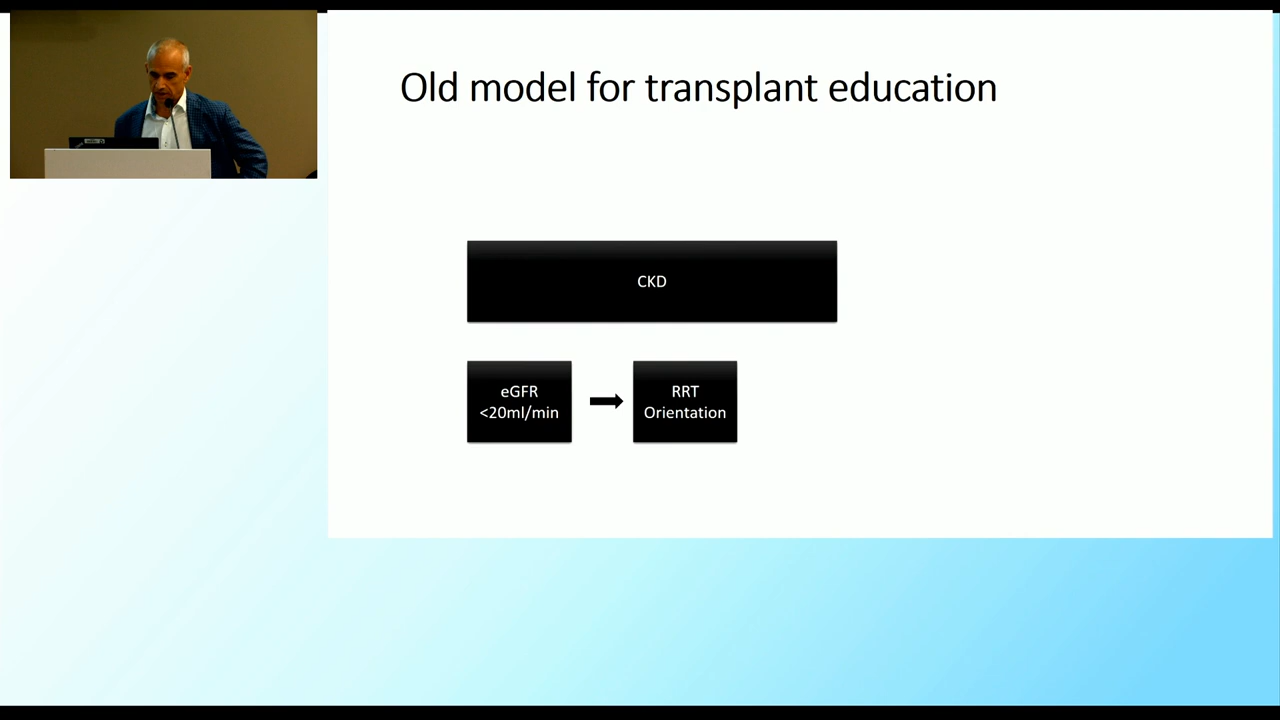 Old model for transplant education
CKD
eGFR
<20ml/min
RRT
Orientation